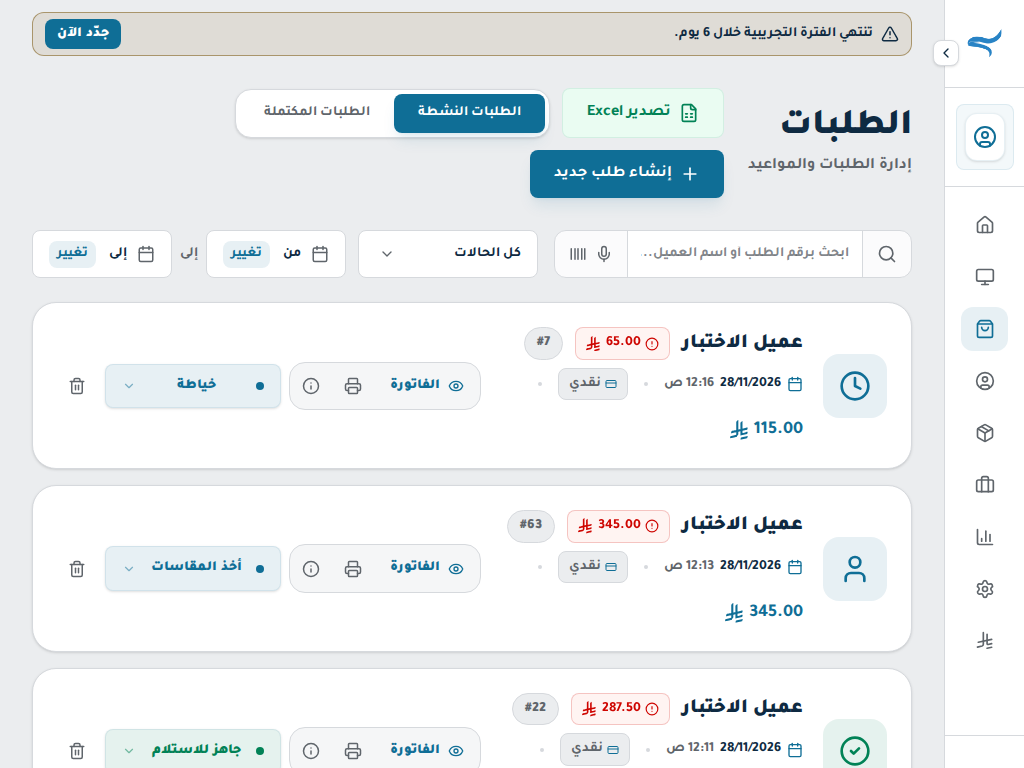 تنتهي الفترة التجريبية خلال 6 يوم.
جدّد الآن
الطلبات
إدارة الطلبات والمواعيد
تصدير Excel
الطلبات النشطة
الطلبات المكتملة
إنشاء طلب جديد
ابحث برقم الطلب او اسم العميل..
كل الحالات
من
تغيير
إلى
إلى
تغيير
عميل الاختبار
65.00
#7
28/11/2026 12:16 ص
نقدي
115.00
الفاتورة
خياطة
عميل الاختبار
345.00
#63
28/11/2026 12:13 ص
نقدي
345.00
الفاتورة
أخذ المقاسات
عميل الاختبار
287.50
#22
28/11/2026 12:11 ص
نقدي
الفاتورة
جاهز للاستلام